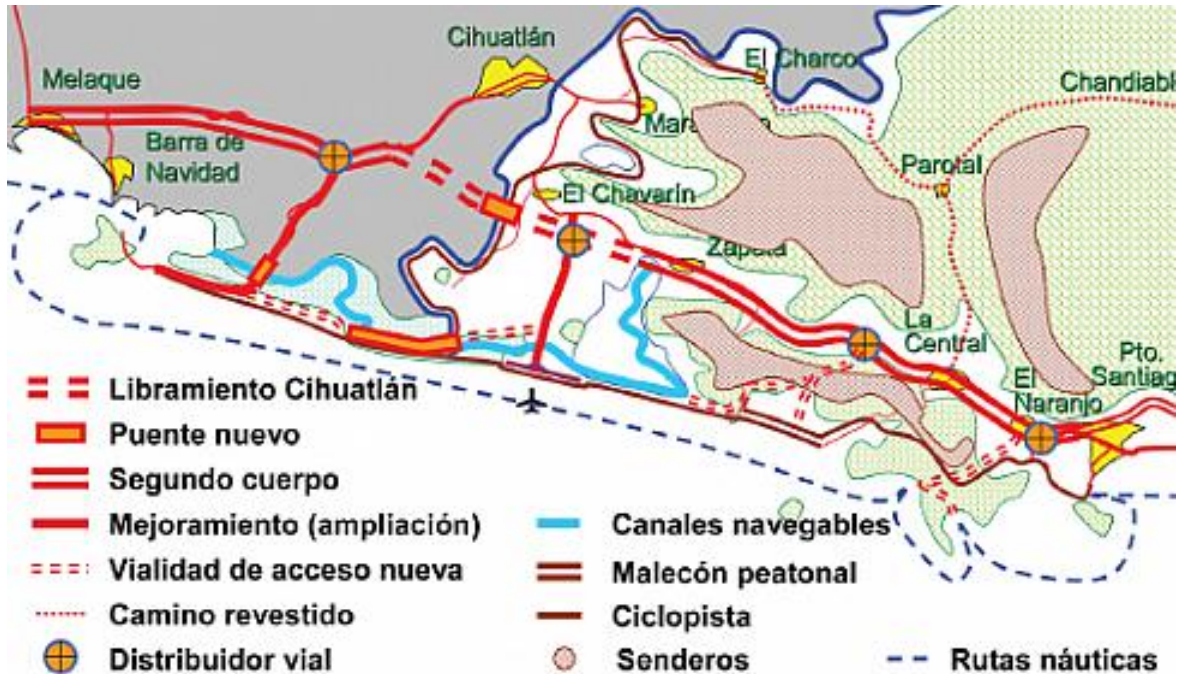 Cihuatlán
El Charco
Melaque
Chandiabl
Barra de
Navidad
Parotal
El Chavarín
Zapata
La
Central
Pto.
Santiag
El
Naranjo
Libramiento Cihuatlán
Puente nuevo
Segundo cuerpo
Mejoramiento (ampliación)
Canales navegables
Vialidad de acceso nueva
Malecón peatonal
Camino revestido
Ciclopista
Distribuidor vial
Senderos
Rutas náuticas